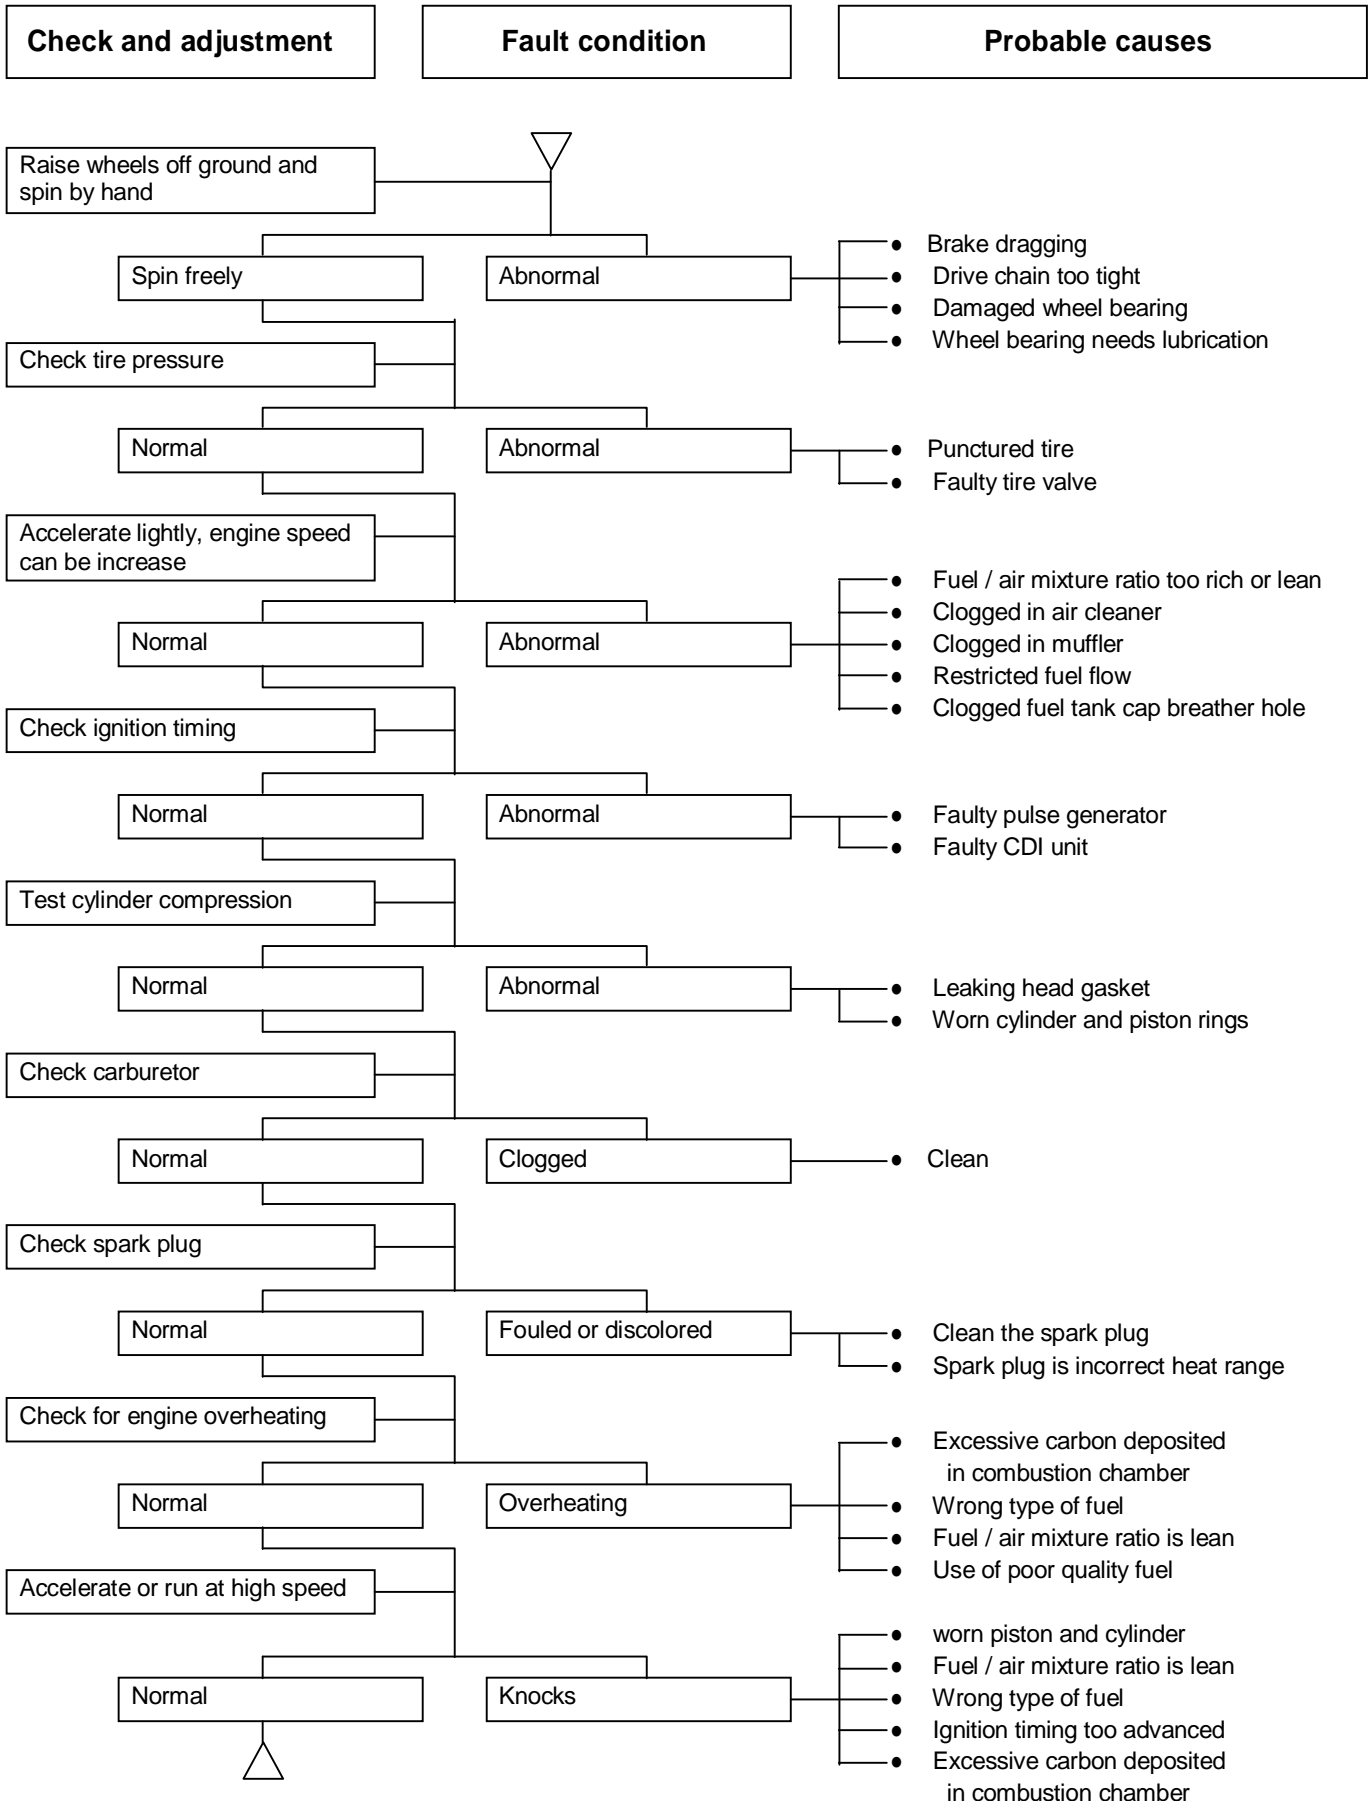 Check and adjustment
Fault condition
Probable causes
Raise wheels off ground and
spin by hand
Spin freely
Abnormal
Brake dragging
Drive chain too tight
Damaged wheel bearing
Wheel bearing needs lubrication
Check tire pressure
Normal
Abnormal
Punctured tire
Faulty tire valve
Accelerate lightly, engine speed
can be increase
Normal
Abnormal
Fuel / air mixture ratio too rich or lean
Clogged in air cleaner
Clogged in muffler
Restricted fuel flow
Clogged fuel tank cap breather hole
Check ignition timing
Normal
Abnormal
Faulty pulse generator
Faulty CDI unit
Test cylinder compression
Normal
Abnormal
Leaking head gasket
Worn cylinder and piston rings
Check carburetor
Normal
Clogged
Clean
Check spark plug
Normal
Fouled or discolored
Clean the spark plug
Spark plug is incorrect heat range
Check for engine overheating
Normal
Overheating
Excessive carbon deposited
in combustion chamber
Wrong type of fuel
Fuel / air mixture ratio is lean
Use of poor quality fuel
Accelerate or run at high speed
Normal
Knocks
worn piston and cylinder
Fuel / air mixture ratio is lean
Wrong type of fuel
Ignition timing too advanced
Excessive carbon deposited
in combustion chamber